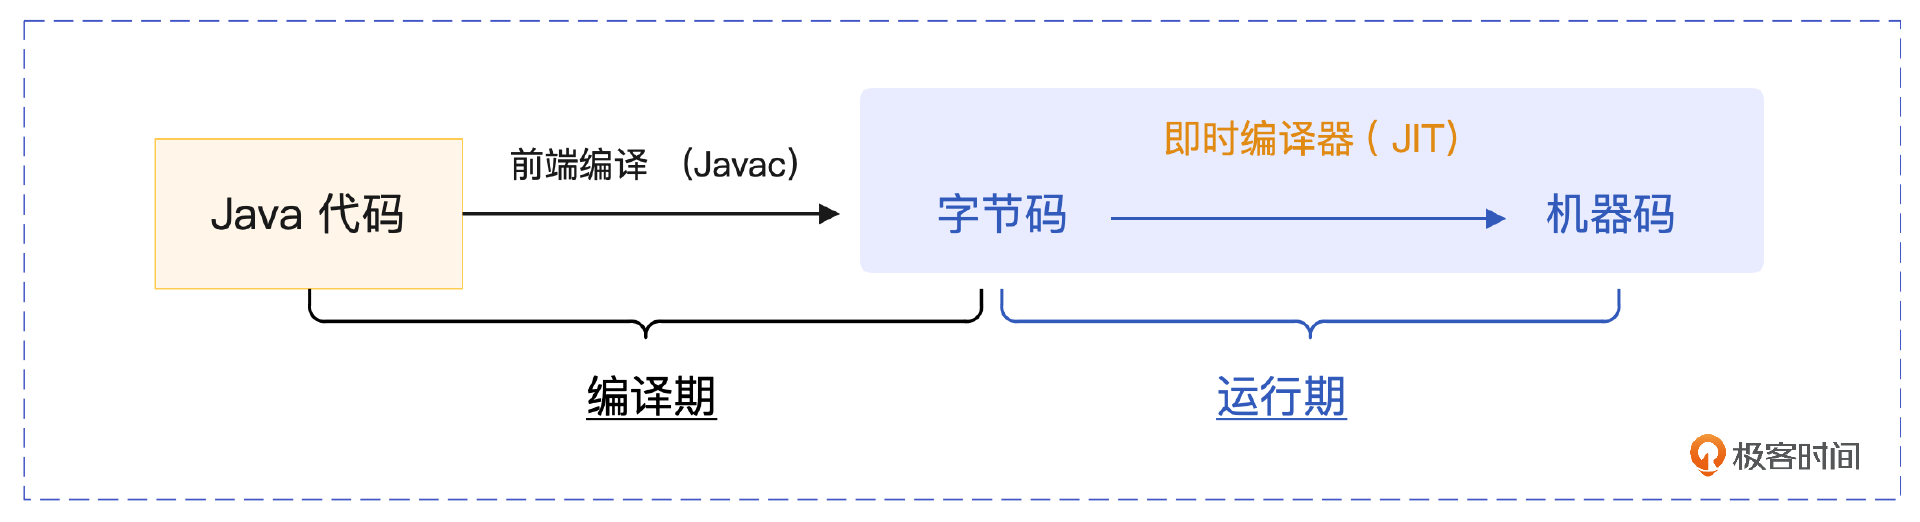 前端编译 （Javac）
Java 代码
即时编译器（ JIT）
字节码
机器码
编译期
运行期
极客时间